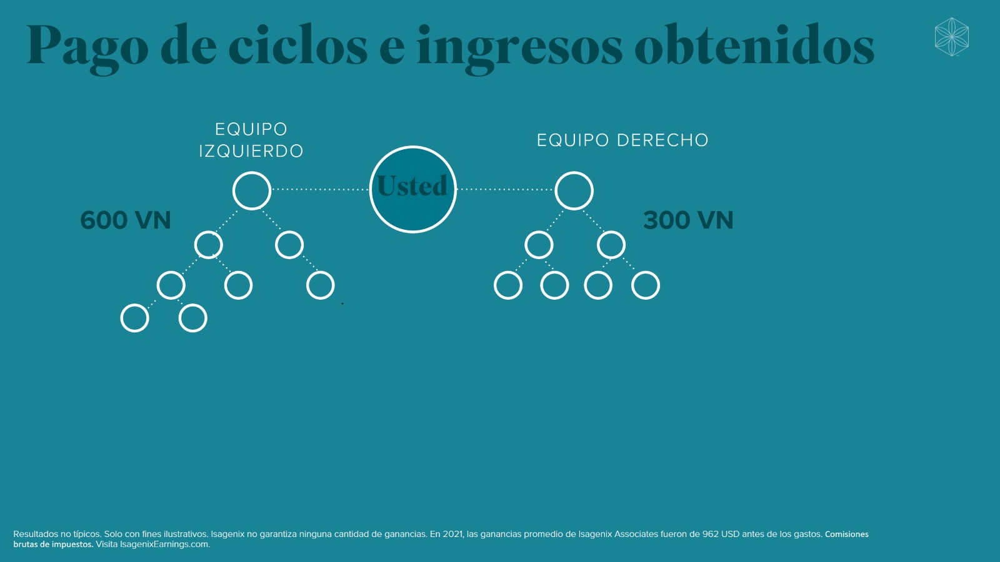 Pago de ciclos e ingresos obtenidos
EQUIPO
IZQUIERDO
EQUIPO DERECHO
Usted
600 VN
300 VN
Resultados no típicos. Solo con fines ilustrativos. Isagenix no garantiza ninguna cantidad de ganancias. En 2021, las ganancias promedio de Isagenix Associates fueron de 962 USD antes de los gastos. Comisiones
brutas de impuestos. Visita IsagenixEarnings.com.